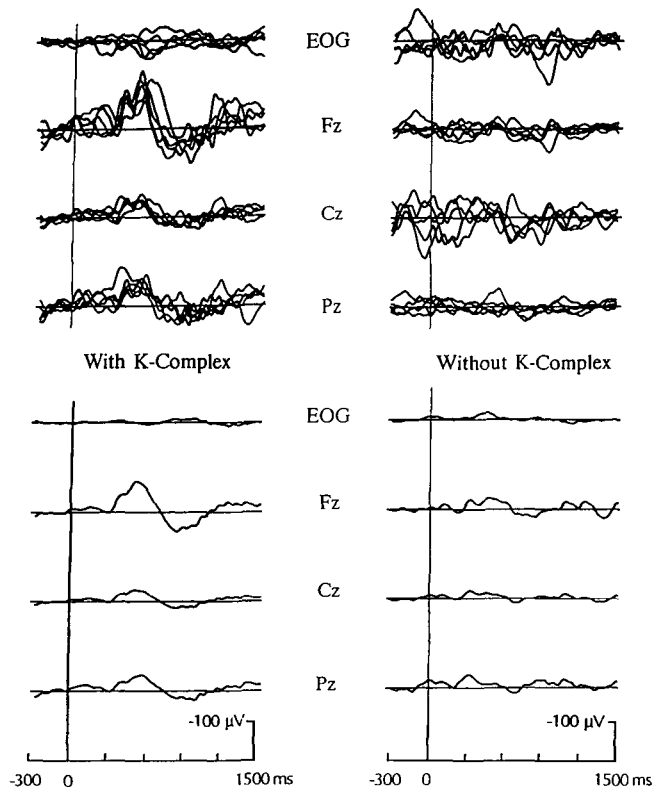 EOG
Fz
Cz
Pz
With K-Complex
Without K-Complex
EOG
Fz
Cz
Pz
-100 µV
-100 µV
-300 0 1500 ms
-300 0 1500 ms